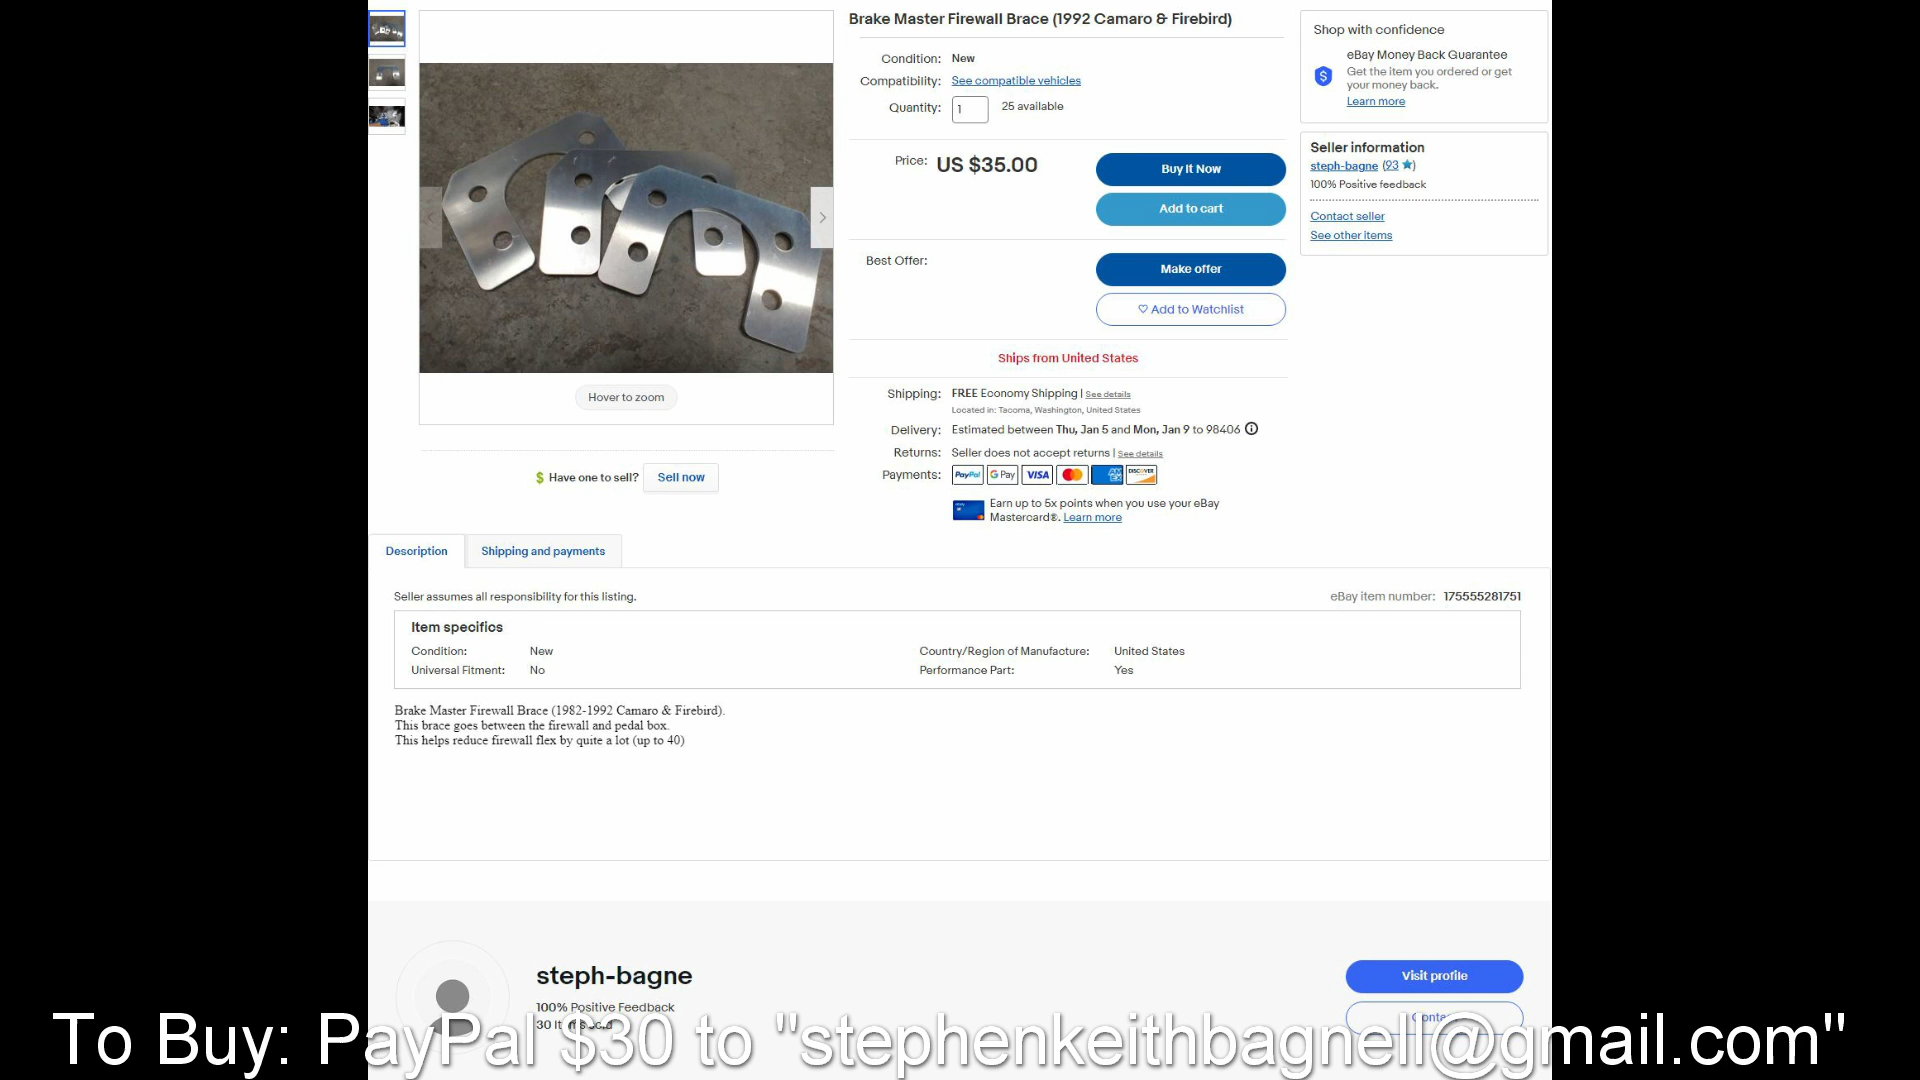 Brake Master Firewall Brace (1992 Camaro & Firebird)
Condition: New
Compatibility: See compatible vehicles
Quantity: 1 25 available
Price: US $35.00
Buy It Now
Add to cart
Best Offer:
Make offer
Add to Watchlist
Ships from United States
Shipping: FREE Economy Shipping | See details
Located in: Tacoma, Washington, United States
Delivery: Estimated between Thu, Jan 5 and Mon, Jan 9 to 98406
Returns: Seller does not accept returns | See details
Payments: PayPal G Pay VISA AM EX DISCOVER
Earn up to 5x points when you use your eBay
Mastercard®. Learn more
Shop with confidence
eBay Money Back Guarantee
Get the item you ordered or get
your money back.
Learn more
Seller information
steph-bagne (93)
100% Positive feedback
Contact seller
See other items
Hover to zoom
$ Have one to sell? Sell now
Description Shipping and payments
Seller assumes all responsibility for this listing.
eBay item number: 175555281751
Item specifics
Condition: New Country/Region of Manufacture: United States
Universal Fitment: No Performance Part: Yes
Brake Master Firewall Brace (1982-1992 Camaro & Firebird).
This brace goes between the firewall and pedal box.
This helps reduce firewall flex by quite a lot (up to 40)
steph-bagne
100% Positive Feedback
30 Items sold
Visit profile
To Buy: PayPal $30 to "stephenkeithbagnell@gmail.com"